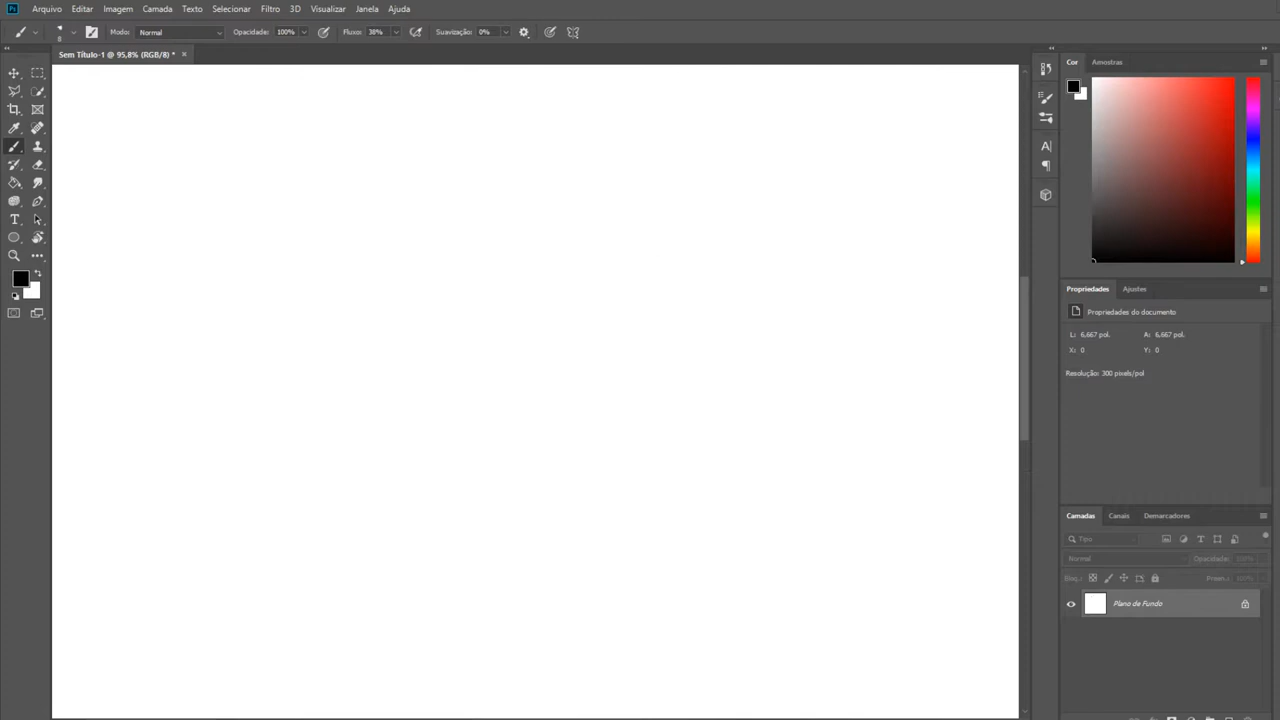 Ps Arquivo Editar Imagem Camada Texto Selecionar Filtro 3D Visualizar Janela Ajuda
8 Modo: Normal Opacidade: 100% Fluxo: 38% Suavização: 0%
Sem Título-1 @ 95,8% (RGB/8) * ×
Cor Amostras
Propriedades Ajustes
Propriedades do documento
L: 6,667 pol. A: 6,667 pol.
X: 0 Y: 0
Resolução: 300 pixels/pol
Camadas Canais Demarcadores
Tipo
Normal Opacidade: 100%
Bloq.: Preen.: 100%
Plano de Fundo